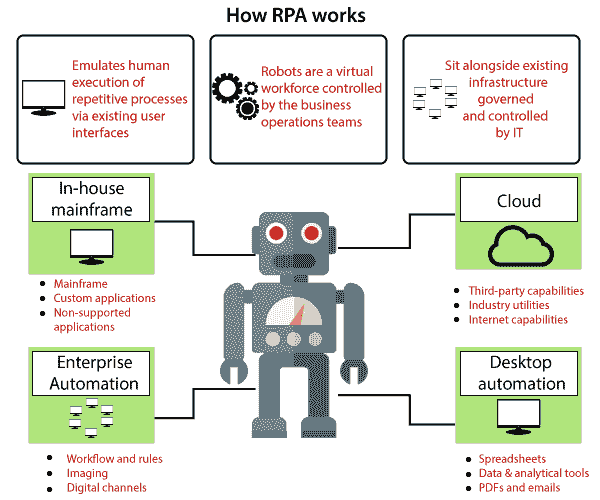 How RPA works
Emulates human
execution of
repetitive processes
via existing user
interfaces
Robots are a virtual
workforce controlled
by the business
operations teams
Sit alongside existing
infrastructure
governed
and controlled
by IT
In-house
mainframe
Mainframe
Custom applications
Non-supported
applications
Cloud
Third-party capabilities
Industry utilities
Internet capabilities
Enterprise
Automation
Workflow and rules
Imaging
Digital channels
Desktop
automation
Spreadsheets
Data & analytical tools
PDFs and emails